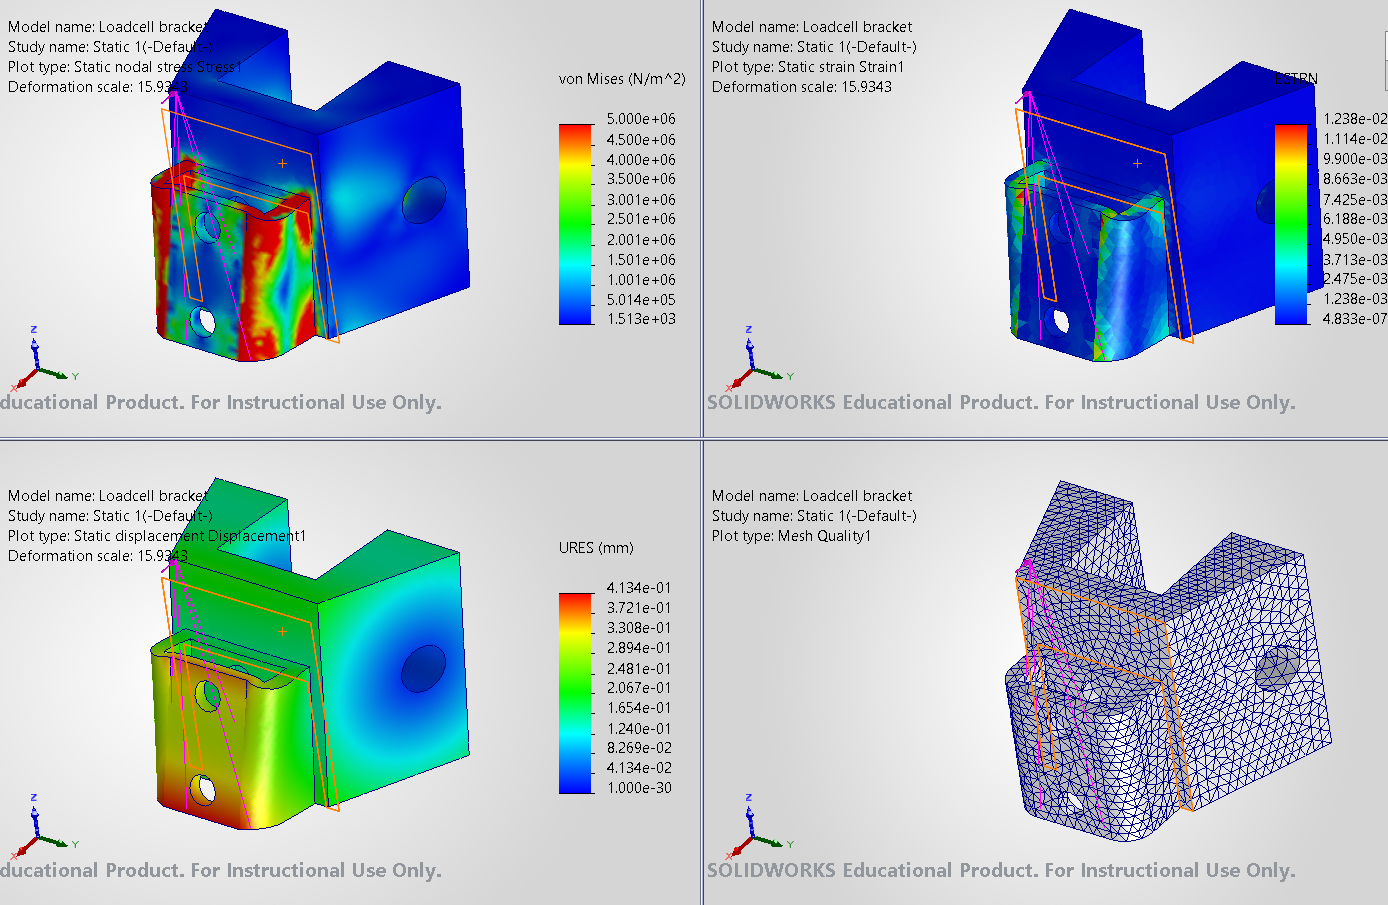 Model name: Loadcell bracket
Study name: Static 1(-Default-)
Plot type: Static nodal stress Stress1
Deformation scale: 15.9343
von Mises (N/m^2)
5.000e+06
4.500e+06
4.000e+06
3.500e+06
3.001e+06
2.501e+06
2.001e+06
1.501e+06
1.001e+06
5.014e+05
1.513e+03
Z
X
Y
ducational Product. For Instructional Use Only.
Model name: Loadcell bracket
Study name: Static 1(-Default-)
Plot type: Static strain Strain1
Deformation scale: 15.9343
ESTRN
1.238e-02
1.114e-02
9.900e-03
8.663e-03
7.425e-03
6.188e-03
4.950e-03
3.713e-03
2.475e-03
1.238e-03
4.833e-07
Z
X
Y
SOLIDWORKS Educational Product. For Instructional Use Only.
Model name: Loadcell bracket
Study name: Static 1(-Default-)
Plot type: Static displacement Displacement1
Deformation scale: 15.9343
URES (mm)
4.134e-01
3.721e-01
3.308e-01
2.894e-01
2.481e-01
2.067e-01
1.654e-01
1.240e-01
8.269e-02
4.134e-02
1.000e-30
Z
X
Y
ducational Product. For Instructional Use Only.
Model name: Loadcell bracket
Study name: Static 1(-Default-)
Plot type: Mesh Quality1
Z
X
Y
SOLIDWORKS Educational Product. For Instructional Use Only.